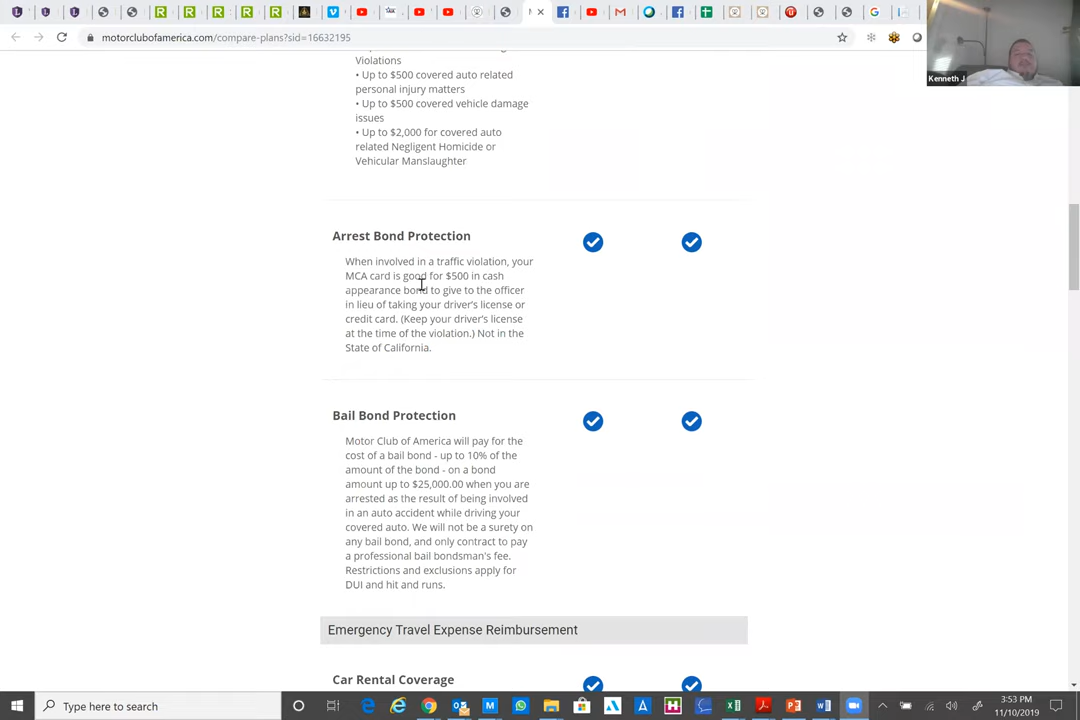 motorclubofamerica.com/compare-plans?sid=16632195
Kenneth J
Violations
• Up to $500 covered auto related
personal injury matters
• Up to $500 covered vehicle damage
issues
• Up to $2,000 for covered auto
related Negligent Homicide or
Vehicular Manslaughter
Arrest Bond Protection
When involved in a traffic violation, your
MCA card is good for $500 in cash
appearance bond to give to the officer
in lieu of taking your driver's license or
credit card. (Keep your driver's license
at the time of the violation.) Not in the
State of California.
Bail Bond Protection
Motor Club of America will pay for the
cost of a bail bond - up to 10% of the
amount of the bond - on a bond
amount up to $25,000.00 when you are
arrested as the result of being involved
in an auto accident while driving your
covered auto. We will not be a surety on
any bail bond, and only contract to pay
a professional bail bondsman's fee.
Restrictions and exclusions apply for
DUI and hit and runs.
Emergency Travel Expense Reimbursement
Car Rental Coverage
Type here to search
3:53 PM
11/10/2019